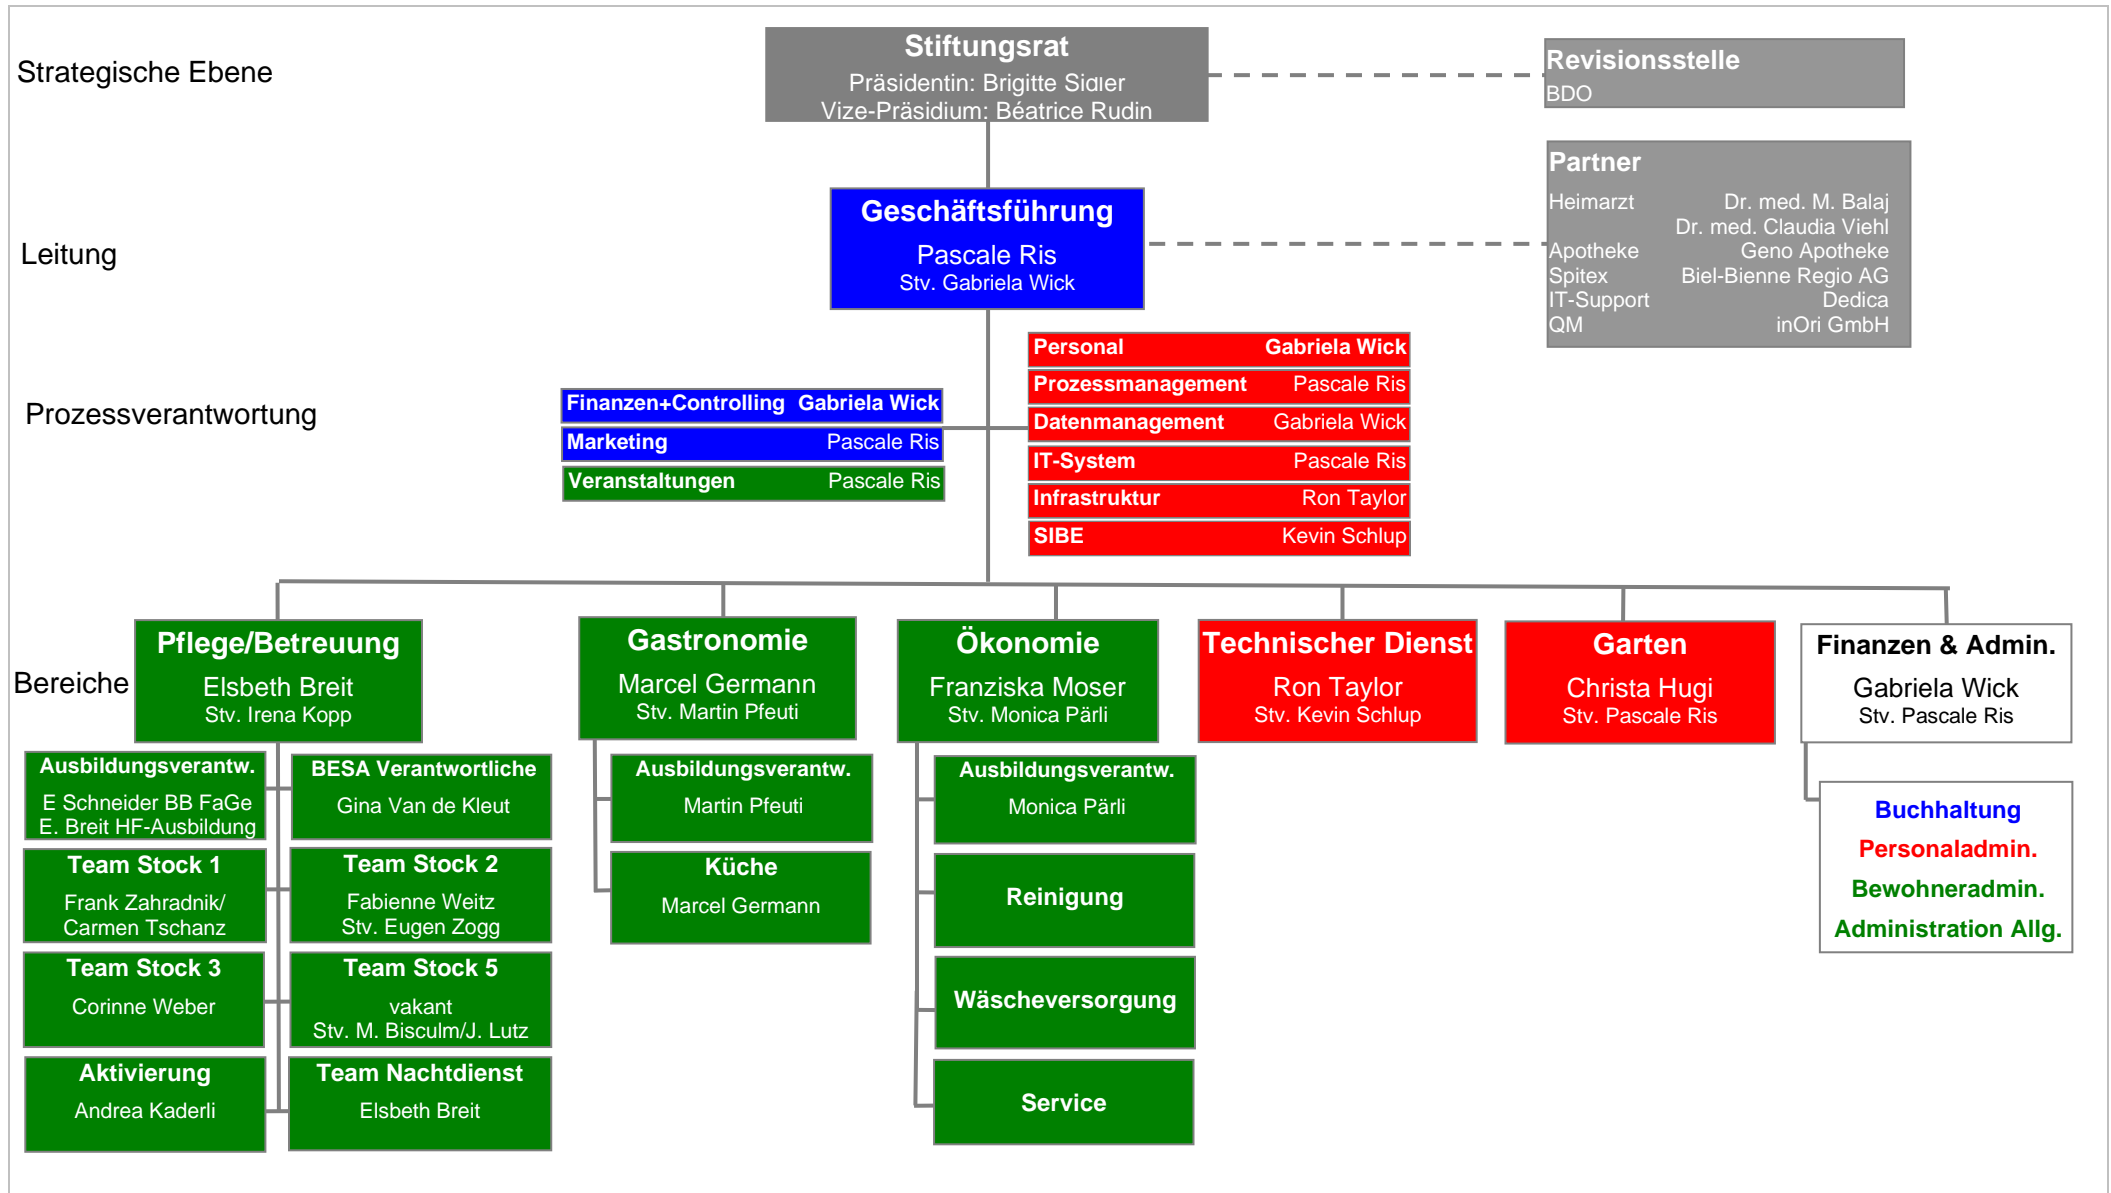 Strategische Ebene
Stiftungsrat
Präsidentin: Brigitte Sidler
Vize-Präsidium: Béatrice Rudin
Revisionsstelle
BDO
Partner
Heimarzt Dr. med. M. Balaj
Dr. med. Claudia Viehl
Apotheke Geno Apotheke
Spitex Biel-Bienne Regio AG
IT-Support Dedica
QM inOri GmbH
Leitung
Geschäftsführung
Pascale Ris
Stv. Gabriela Wick
Prozessverantwortung
Finanzen+Controlling Gabriela Wick
Marketing Pascale Ris
Veranstaltungen Pascale Ris
Personal Gabriela Wick
Prozessmanagement Pascale Ris
Datenmanagement Gabriela Wick
IT-System Pascale Ris
Infrastruktur Ron Taylor
SIBE Kevin Schlup
Bereiche
Pflege/Betreuung
Elsbeth Breit
Stv. Irena Kopp
Gastronomie
Marcel Germann
Stv. Martin Pfeuti
Ökonomie
Franziska Moser
Stv. Monica Pärli
Technischer Dienst
Ron Taylor
Stv. Kevin Schlup
Garten
Christa Hugi
Stv. Pascale Ris
Finanzen & Admin.
Gabriela Wick
Stv. Pascale Ris
Ausbildungsverantw.
E Schneider BB FaGe
E. Breit HF-Ausbildung
BESA Verantwortliche
Gina Van de Kleut
Team Stock 1
Frank Zahradnik/
Carmen Tschanz
Team Stock 2
Fabienne Weitz
Stv. Eugen Zogg
Team Stock 3
Corinne Weber
Team Stock 5
vakant
Stv. M. Bisculm/J. Lutz
Aktivierung
Andrea Kaderli
Team Nachtdienst
Elsbeth Breit
Ausbildungsverantw.
Martin Pfeuti
Küche
Marcel Germann
Ausbildungsverantw.
Monica Pärli
Reinigung
Wäscheversorgung
Service
Buchhaltung
Personaladmin.
Bewohneradmin.
Administration Allg.